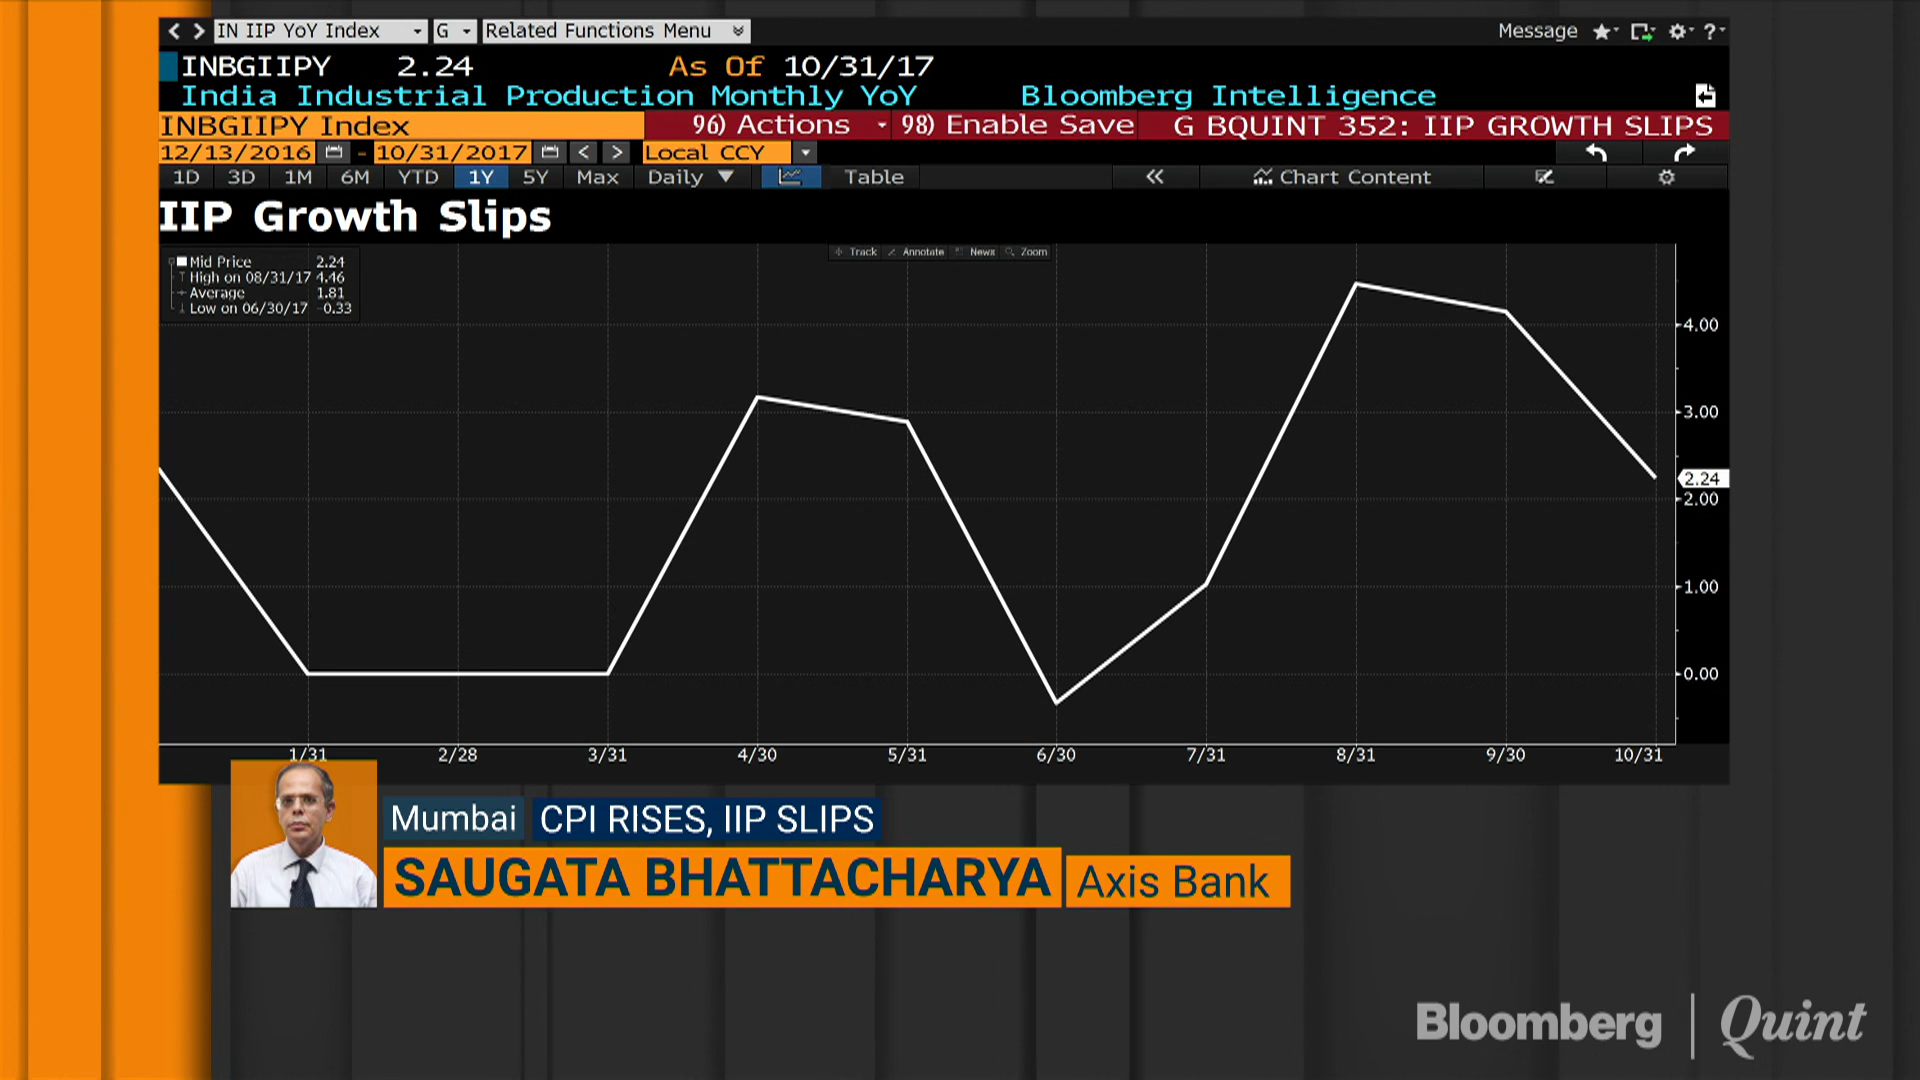 IN IIP YoY Index G Related Functions Menu Message ?
INBGIIPY 2.24 As Of 10/31/17
India Industrial Production Monthly YoY Bloomberg Intelligence
INBGIIPY Index 96) Actions 98) Enable Save G BQUINT 352: IIP GROWTH SLIPS
12/13/2016 - 10/31/2017 < > Local CCY
1D 3D 1M 6M YTD 1Y 5Y Max Daily ▼ Table « Chart Content
IIP Growth Slips
Track Annotate News Zoom
Mid Price 2.24
High on 08/31/17 4.46
Average 1.81
Low on 06/30/17 -0.33
4.00
3.00
2.24
2.00
1.00
0.00
1/31 2/28 3/31 4/30 5/31 6/30 7/31 8/31 9/30 10/31
Mumbai CPI RISES, IIP SLIPS
SAUGATA BHATTACHARYA Axis Bank
Bloomberg | Quint